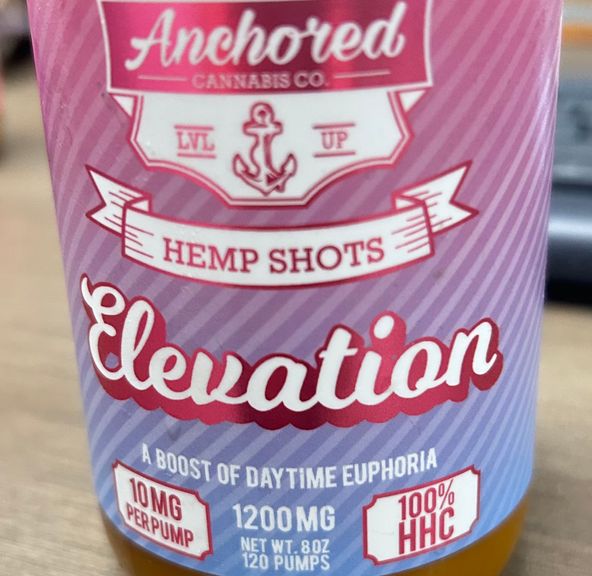 Anchored
CANNABIS CO.
LVL UP
HEMP SHOTS
Elevation
A BOOST OF DAYTIME EUPHORIA
10MG
PER PUMP
1200MG
NET WT. 8OZ
120 PUMPS
100%
HHC